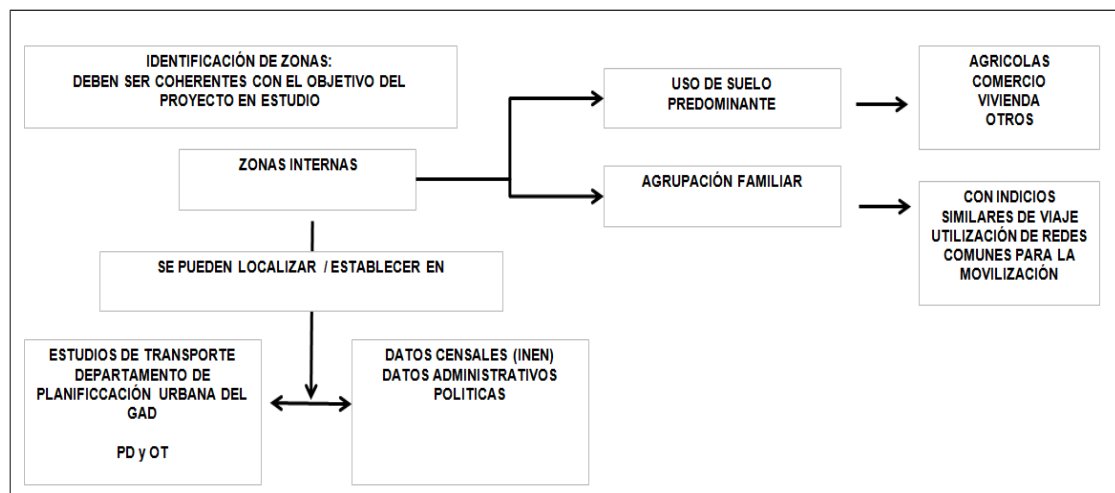 IDENTIFICACIÓN DE ZONAS:
DEBEN SER COHERENTES CON EL OBJETIVO DEL
PROYECTO EN ESTUDIO
USO DE SUELO
PREDOMINANTE
AGRICOLAS
COMERCIO
VIVIENDA
OTROS
ZONAS INTERNAS
AGRUPACIÓN FAMILIAR
CON INDICIOS
SIMILARES DE VIAJE
UTILIZACIÓN DE REDES
COMUNES PARA LA
MOVILIZACIÓN
SE PUEDEN LOCALIZAR / ESTABLECER EN
ESTUDIOS DE TRANSPORTE
DEPARTAMENTO DE
PLANIFICCACIÓN URBANA DEL
GAD
PD y OT
DATOS CENSALES (INEN)
DATOS ADMINISTRATIVOS
POLITICAS